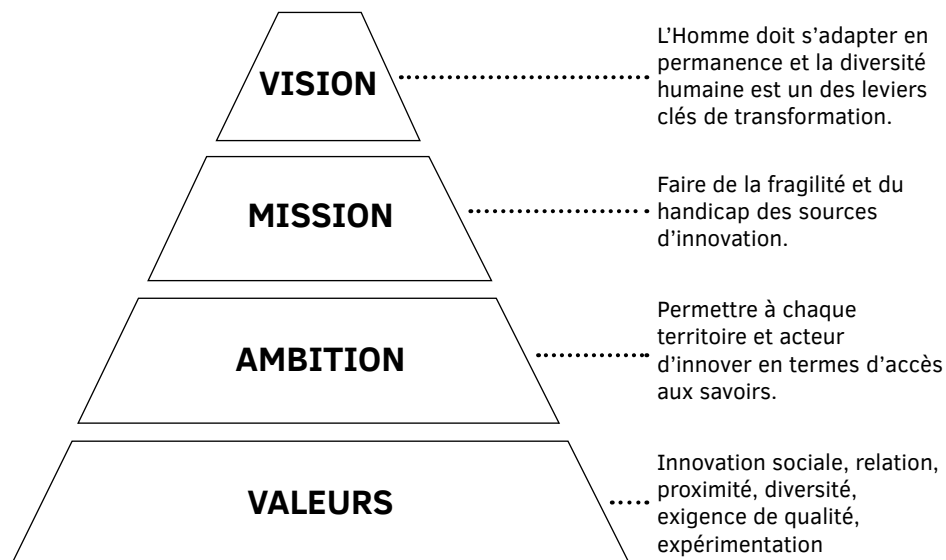 VISION
L’Homme doit s’adapter en
permanence et la diversité
humaine est un des leviers
clés de transformation.
MISSION
Faire de la fragilité et du
handicap des sources
d’innovation.
AMBITION
Permettre à chaque
territoire et acteur
d’innover en termes d’accès
aux savoirs.
VALEURS
Innovation sociale, relation,
proximité, diversité,
exigence de qualité,
expérimentation